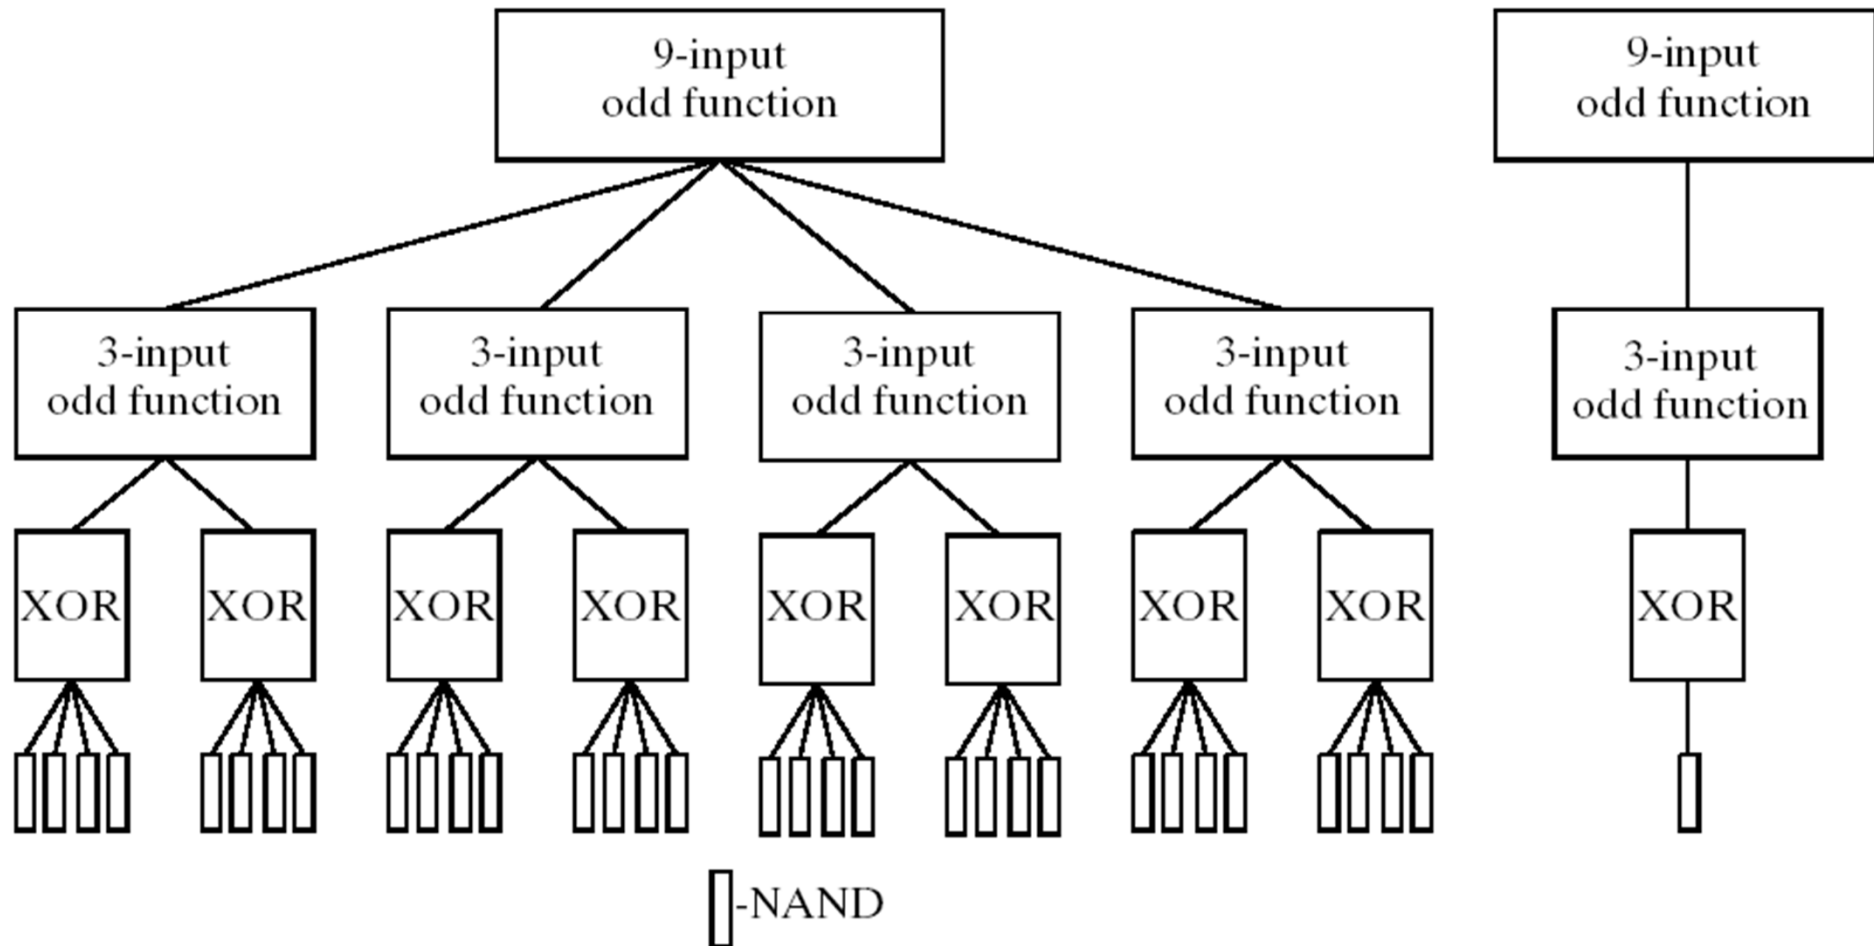 9-input
odd function
9-input
odd function
3-input
odd function
3-input
odd function
3-input
odd function
3-input
odd function
3-input
odd function
XOR
XOR
XOR
XOR
XOR
XOR
XOR
XOR
XOR
-NAND